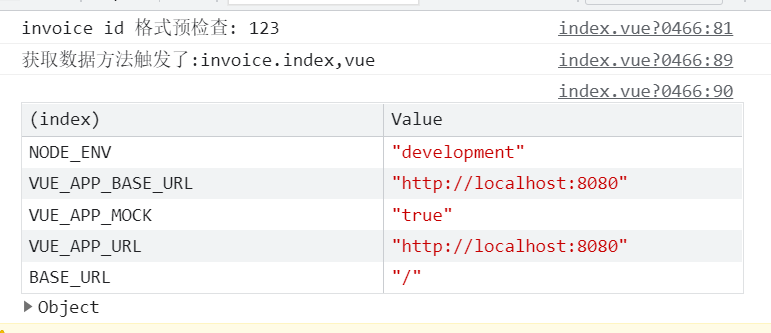 invoice id 格式预检查: 123 index.vue?0466:81
获取数据方法触发了:invoice.index,vue index.vue?0466:89
index.vue?0466:90
(index) Value
NODE_ENV "development"
VUE_APP_BASE_URL "http://localhost:8080"
VUE_APP_MOCK "true"
VUE_APP_URL "http://localhost:8080"
BASE_URL "/"
Object